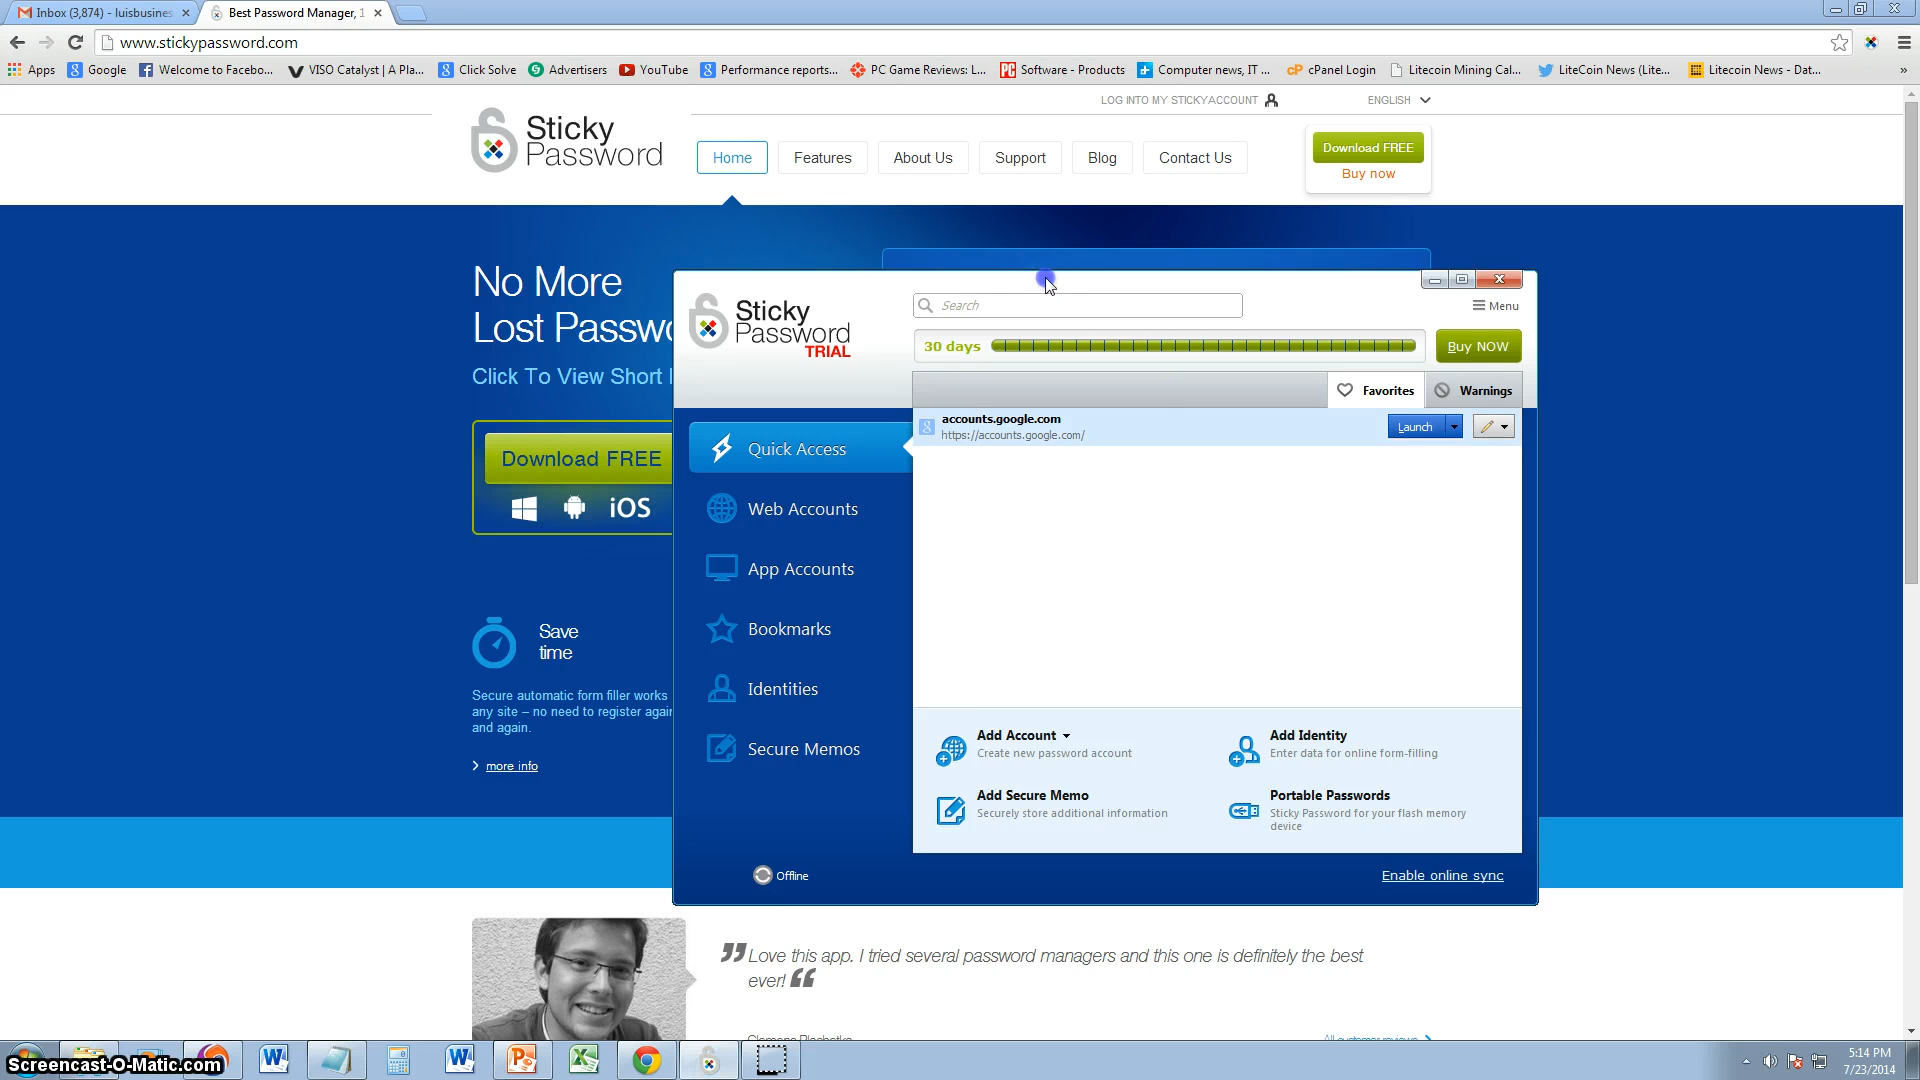 Inbox (3,874) - luisbusines
Best Password Manager, 1
www.stickypassword.com
Apps
Google
Welcome to Facebo...
VISO Catalyst | A Pla...
Click Solve
Advertisers
YouTube
Performance reports...
PC Game Reviews: L...
Software - Products
Computer news, IT ...
cPanel Login
Litecoin Mining Cal...
LiteCoin News (Lite...
Litecoin News - Dat...
»
LOG INTO MY STICKYACCOUNT
ENGLISH
Sticky
Password
Home
Features
About Us
Support
Blog
Contact Us
Download FREE
Buy now
No More
Lost Passwo
Click To View Short
Download FREE
iOS
Save
time
Secure automatic form filler works
any site – no need to register again
and again.
more info
Sticky
Password
TRIAL
Search
Menu
30 days
Buy NOW
Favorites
Warnings
accounts.google.com
https://accounts.google.com/
Launch
Quick Access
Web Accounts
App Accounts
Bookmarks
Identities
Secure Memos
Add Account
Create new password account
Add Identity
Enter data for online form-filling
Add Secure Memo
Securely store additional information
Portable Passwords
Sticky Password for your flash memory
device
Offline
Enable online sync
Love this app. I tried several password managers and this one is definitely the best
ever!
Screencast-O-Matic.com
5:14 PM
7/23/2014